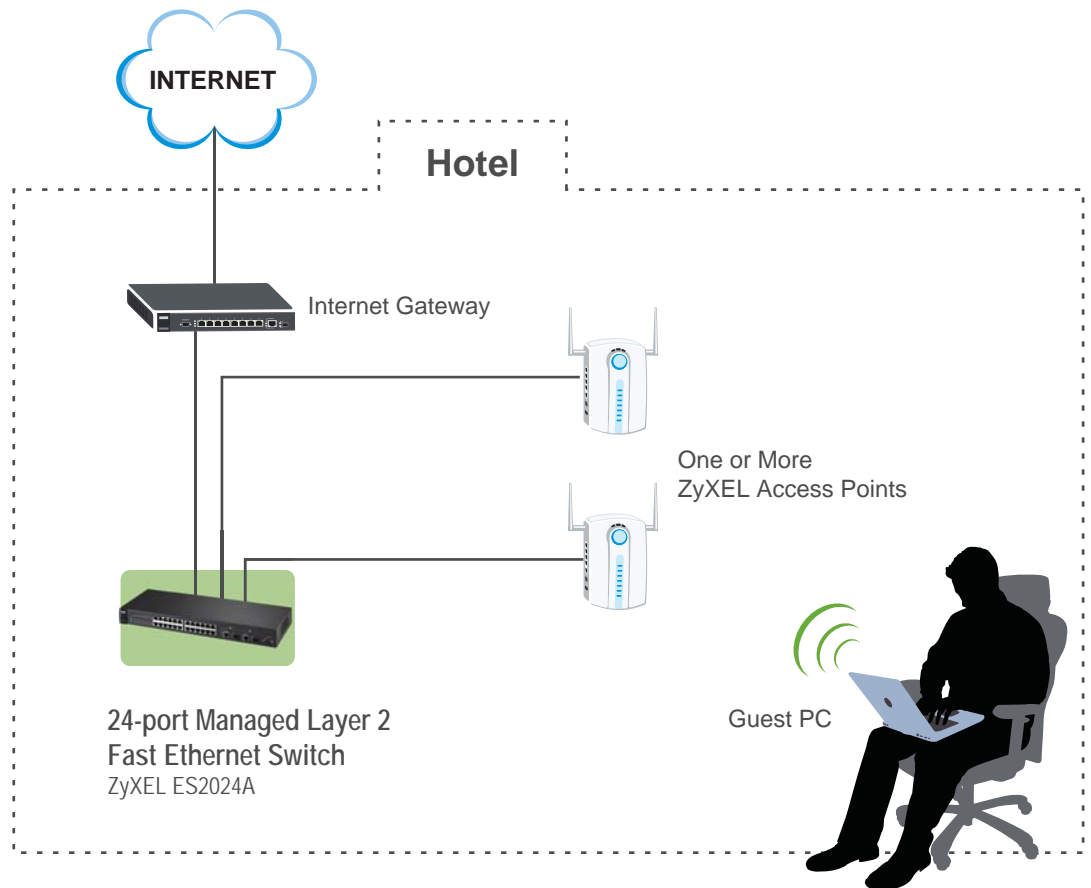 INTERNET
Hotel
Internet Gateway
One or More
ZyXEL Access Points
24-port Managed Layer 2
Fast Ethernet Switch
ZyXEL ES2024A
Guest PC